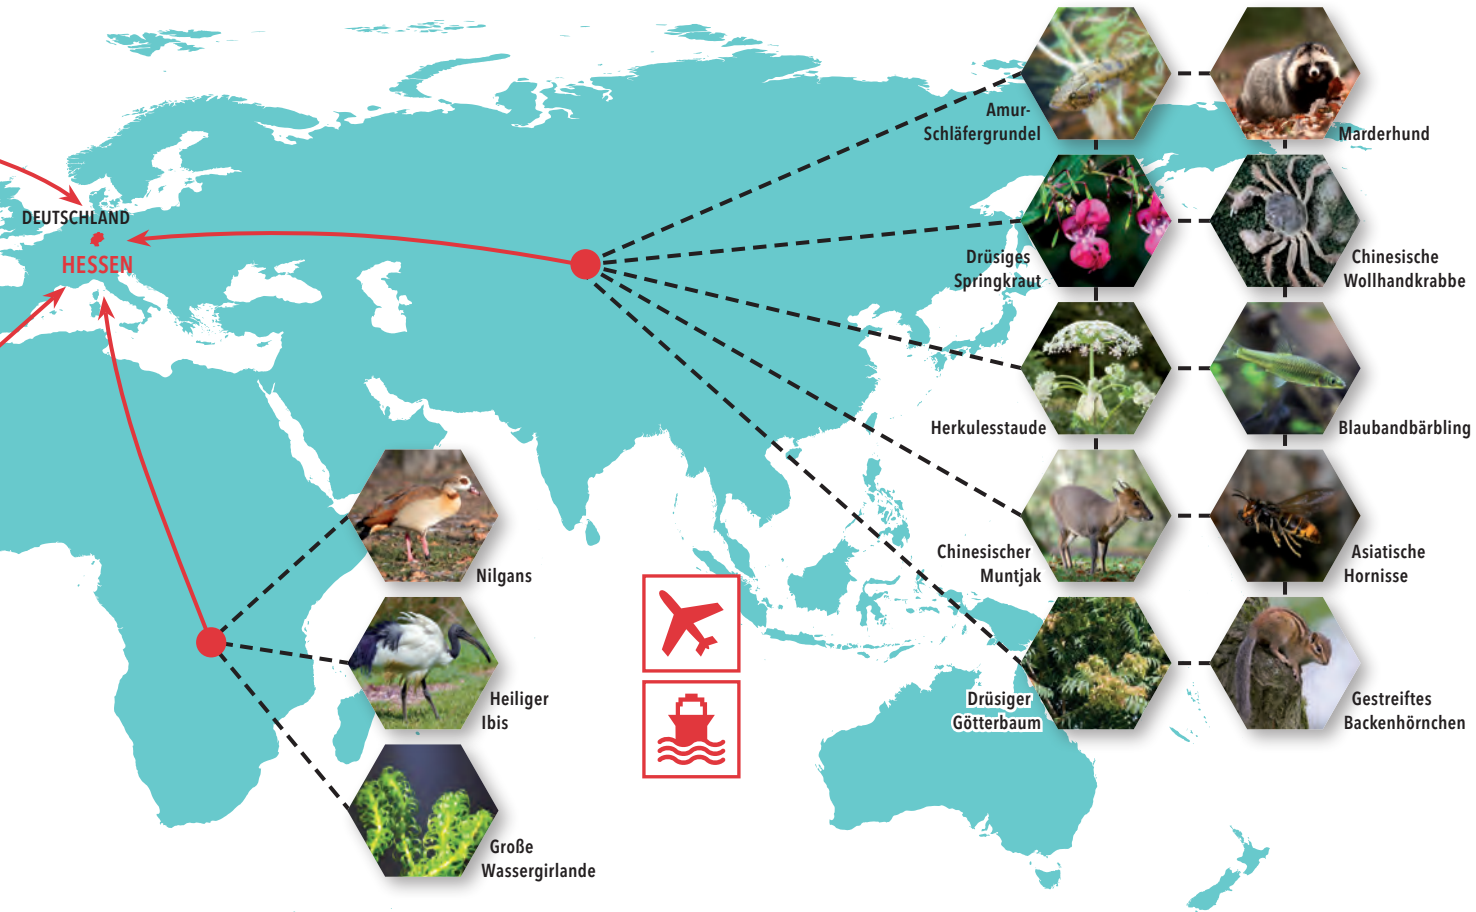 DEUTSCHLAND
HESSEN
Amur-
Schläfergrundel
Marderhund
Drüsiges
Springkraut
Chinesische
Wollhandkrabbe
Herkulesstaude
Blaubandbärbling
Chinesischer
Muntjak
Asiatische
Hornisse
Drüsiger
Götterbaum
Gestreiftes
Backenhörnchen
Nilgans
Heiliger
Ibis
Große
Wassergirlande